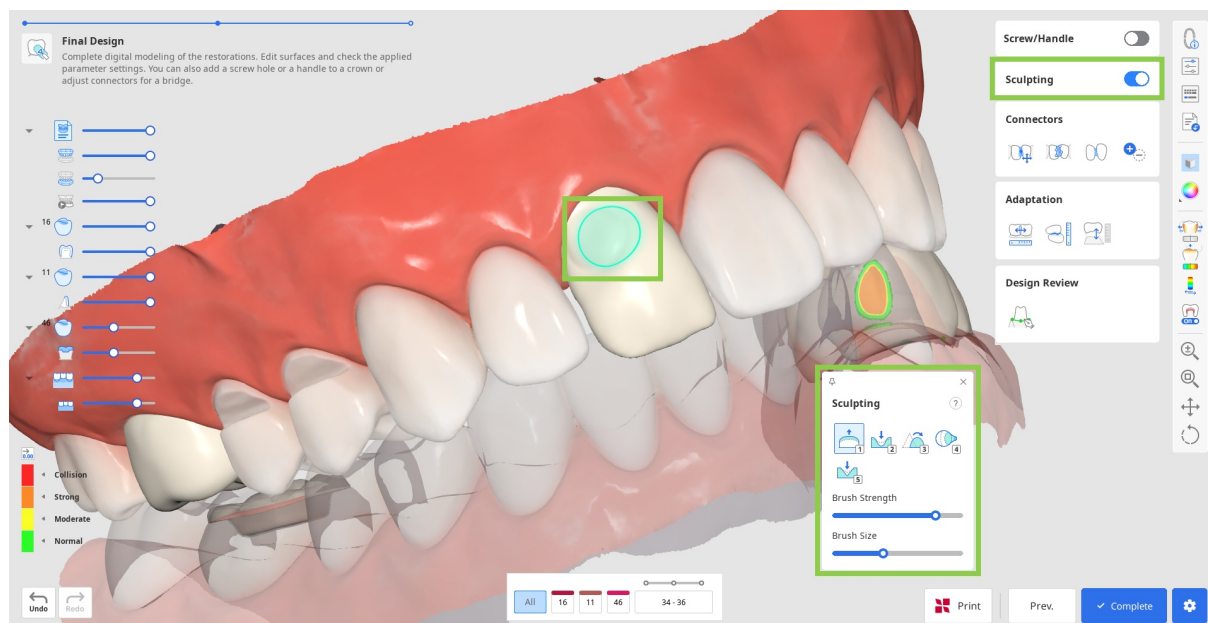 Final Design
Complete digital modeling of the restorations. Edit surfaces and check the applied
parameter settings. You can also add a screw hole or a handle to a crown or
adjust connectors for a bridge.
16
11
46
0.00
Collision
Strong
Moderate
Normal
Undo
Redo
All
16
11
46
34 - 36
Screw/Handle
Sculpting
Connectors
Adaptation
Design Review
Sculpting
?
1
2
3
4
5
Brush Strength
Brush Size
ON
Print
Prev.
Complete